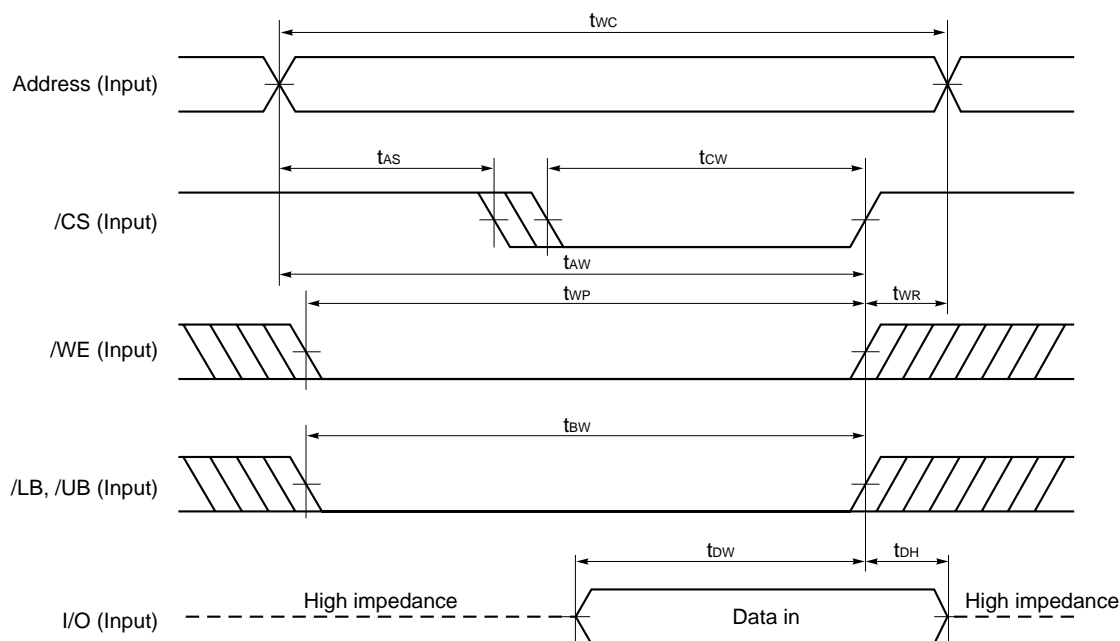 tWC
Address (Input)
tAS
tCW
/CS (Input)
tAW
tWP
tWR
/WE (Input)
tBW
/LB, /UB (Input)
tDW
tDH
High impedance
Data in
High impedance
I/O (Input)